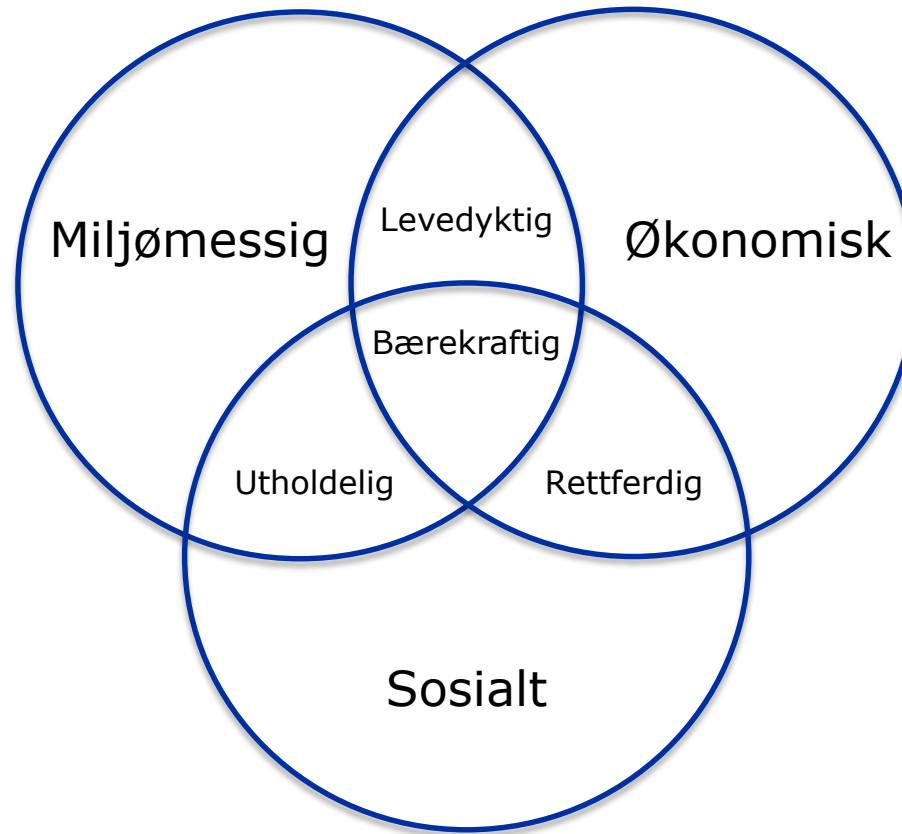 Levedyktig
Miljømessig
Økonomisk
Bærekraftig
Utholdelig
Rettferdig
Sosialt